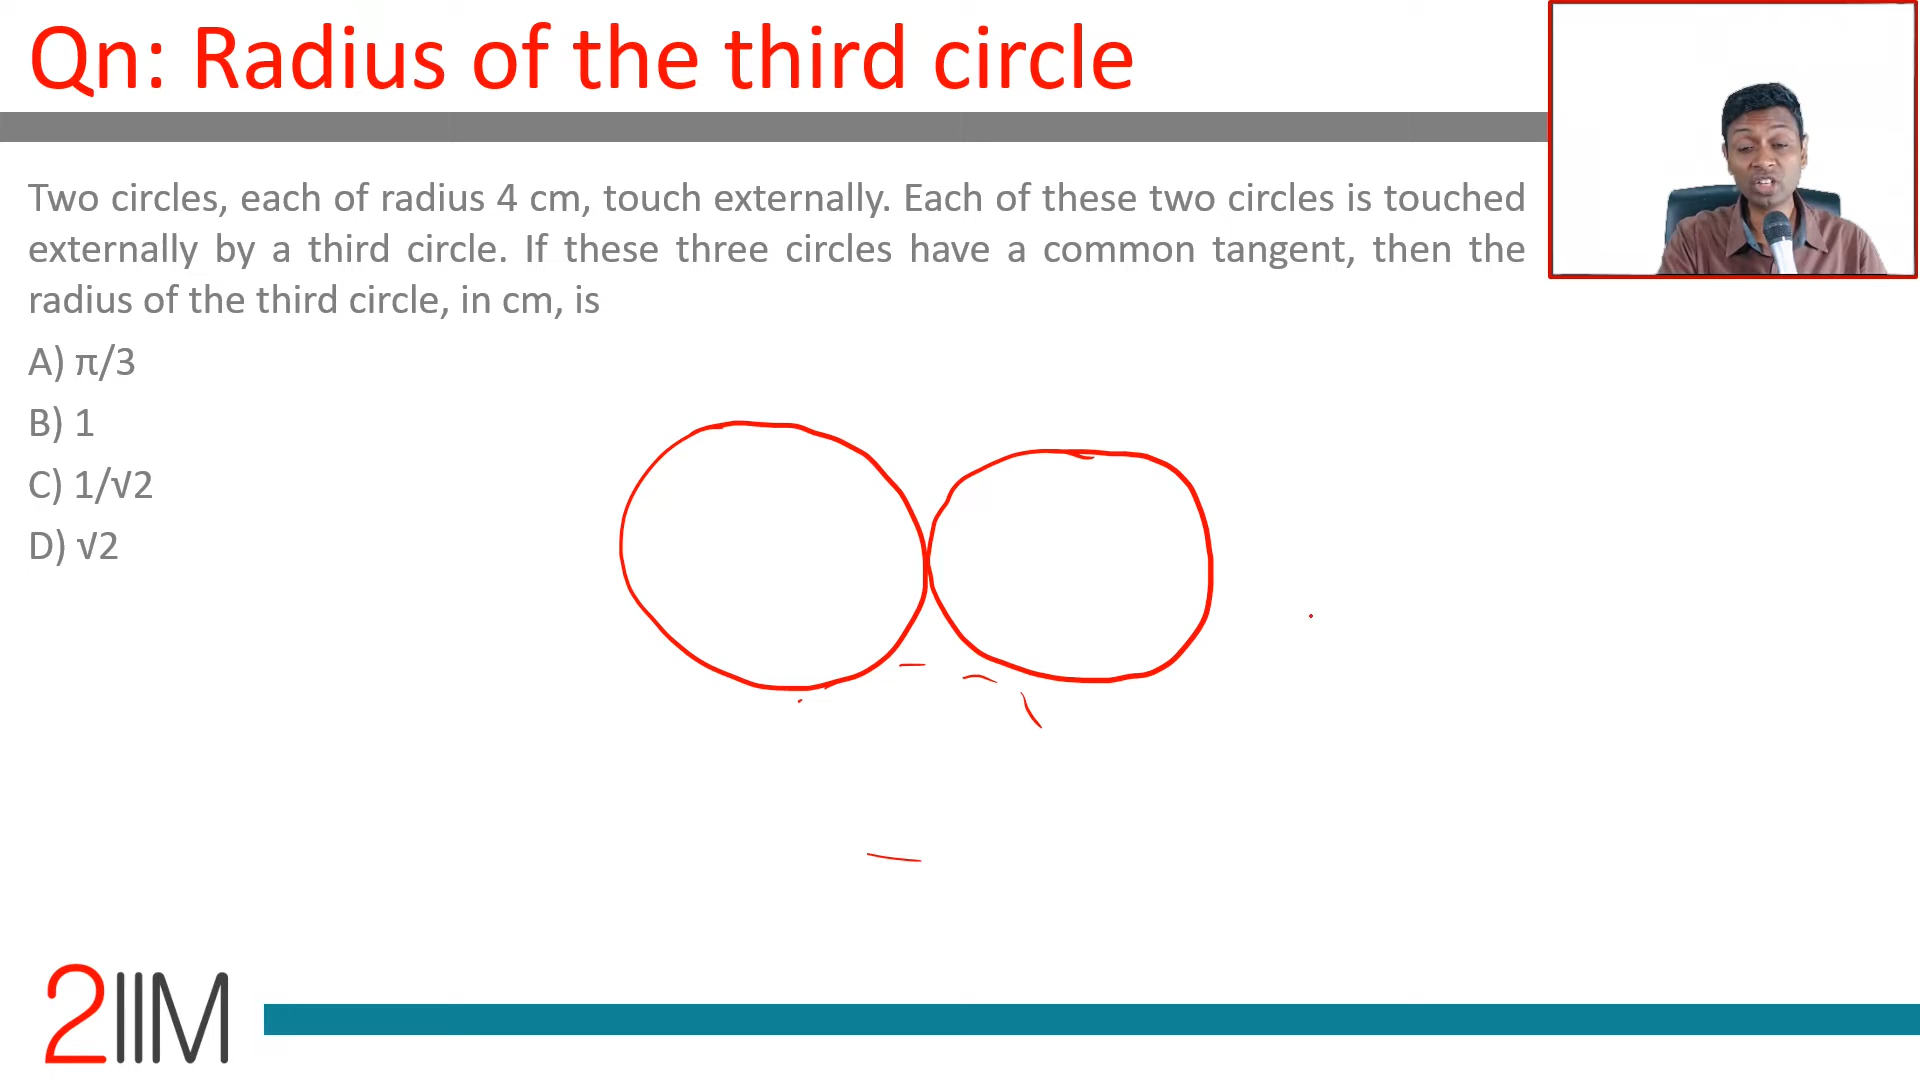 Qn: Radius of the third circle
Two circles, each of radius 4 cm, touch externally. Each of these two circles is touched
externally by a third circle. If these three circles have a common tangent, then the
radius of the third circle, in cm, is
A) π/3
B) 1
C) 1/√2
D) √2
2IIM